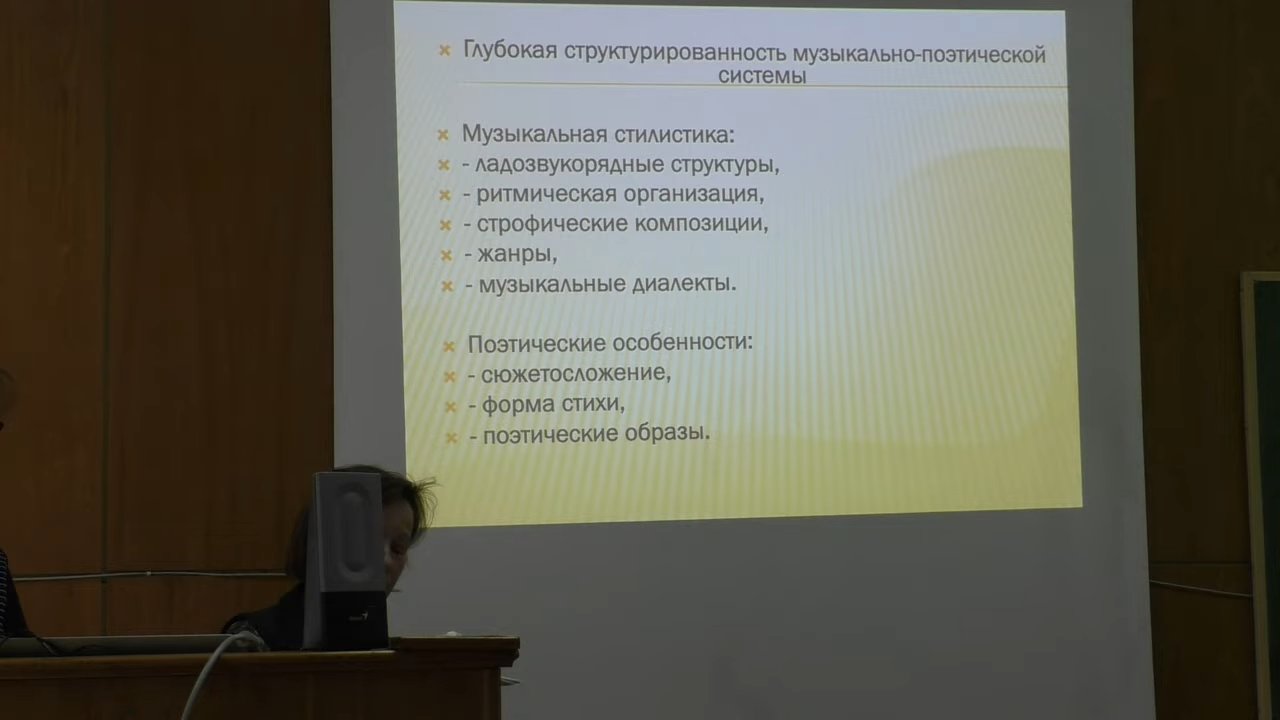 Глубокая структурированность музыкально-поэтической
системы
Музыкальная стилистика:
- ладозвукорядные структуры,
- ритмическая организация,
- строфические композиции,
- жанры,
- музыкальные диалекты.
Поэтические особенности:
- сюжетосложение,
- форма стихи,
- поэтические образы.